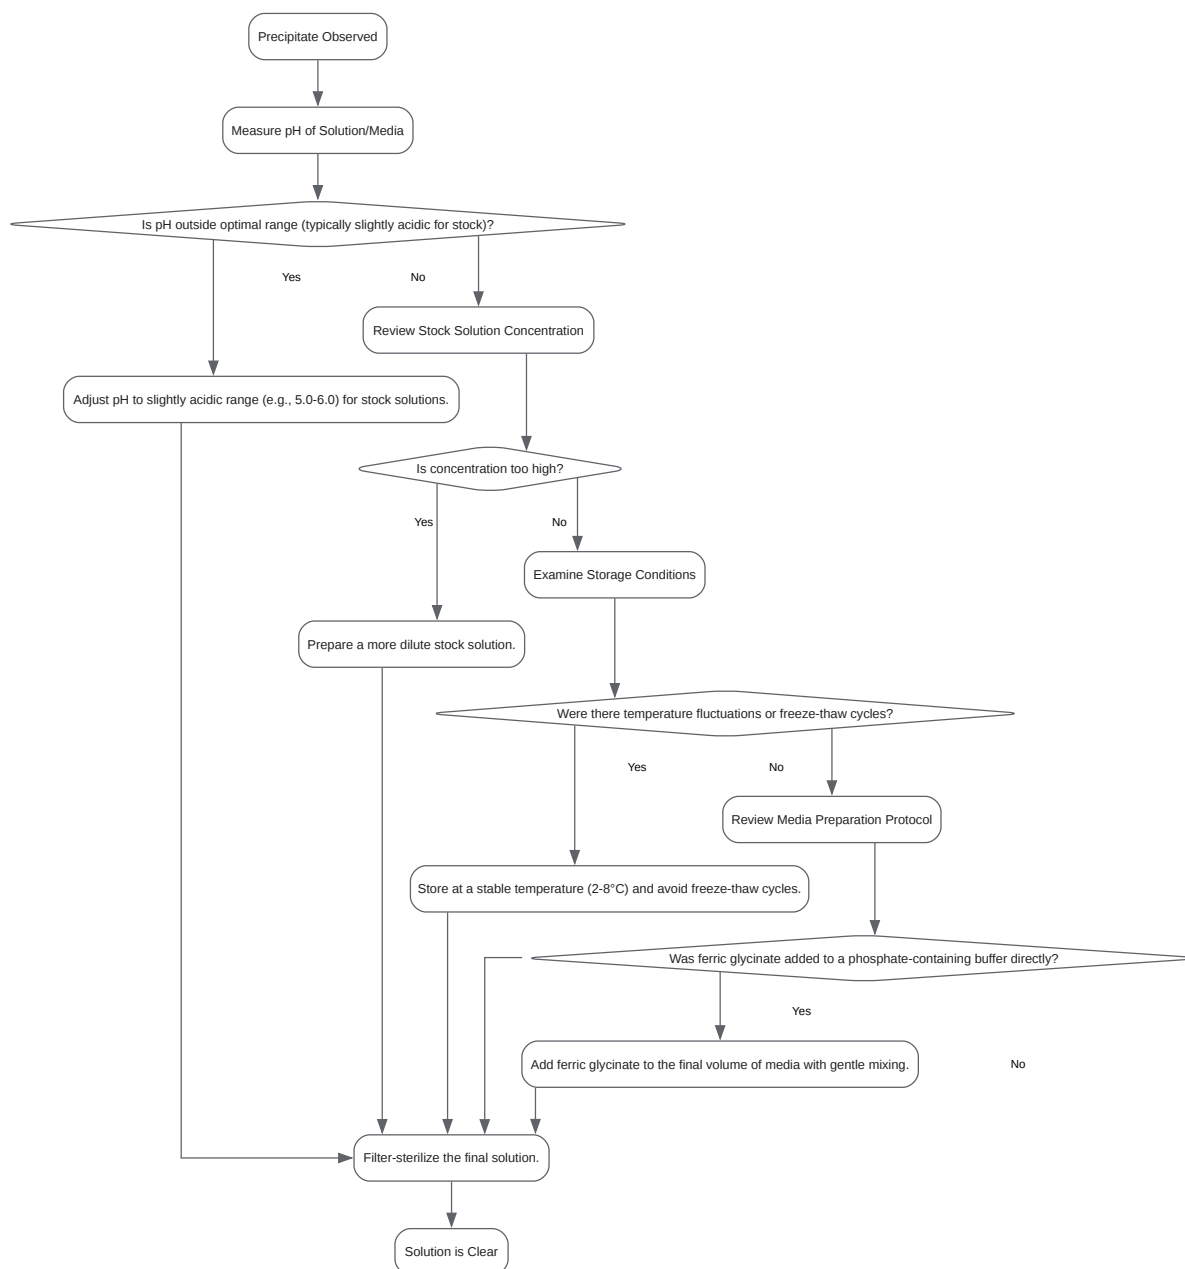 Precipitate Observed
Measure pH of Solution/Media
Is pH outside optimal range (typically slightly acidic for stock)?
Yes
No
Review Stock Solution Concentration
Adjust pH to slightly acidic range (e.g., 5.0-6.0) for stock solutions.
Is concentration too high?
Yes
No
Examine Storage Conditions
Prepare a more dilute stock solution.
Were there temperature fluctuations or freeze-thaw cycles?
Yes
No
Review Media Preparation Protocol
Store at a stable temperature (2-8°C) and avoid freeze-thaw cycles.
Was ferric glycinate added to a phosphate-containing buffer directly?
Yes
Add ferric glycinate to the final volume of media with gentle mixing.
No
Filter-sterilize the final solution.
Solution is Clear